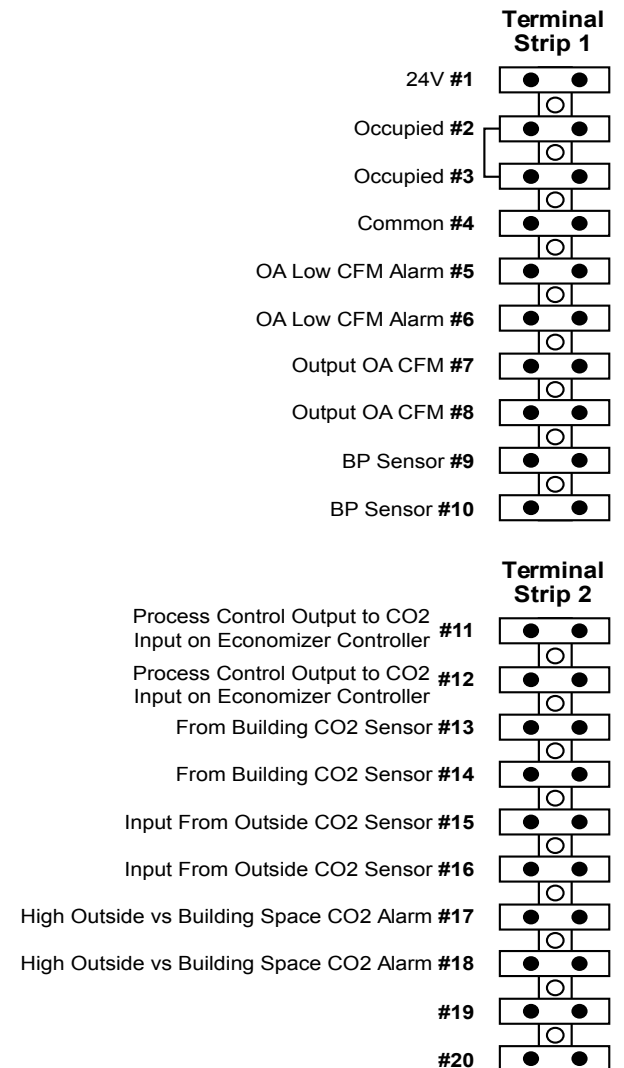 Terminal
Strip 1
24V #1
Occupied #2
Occupied #3
Common #4
OA Low CFM Alarm #5
OA Low CFM Alarm #6
Output OA CFM #7
Output OA CFM #8
BP Sensor #9
BP Sensor #10
Terminal
Strip 2
Process Control Output to CO2
Input on Economizer Controller #11
Process Control Output to CO2
Input on Economizer Controller #12
From Building CO2 Sensor #13
From Building CO2 Sensor #14
Input From Outside CO2 Sensor #15
Input From Outside CO2 Sensor #16
High Outside vs Building Space CO2 Alarm #17
High Outside vs Building Space CO2 Alarm #18
#19
#20